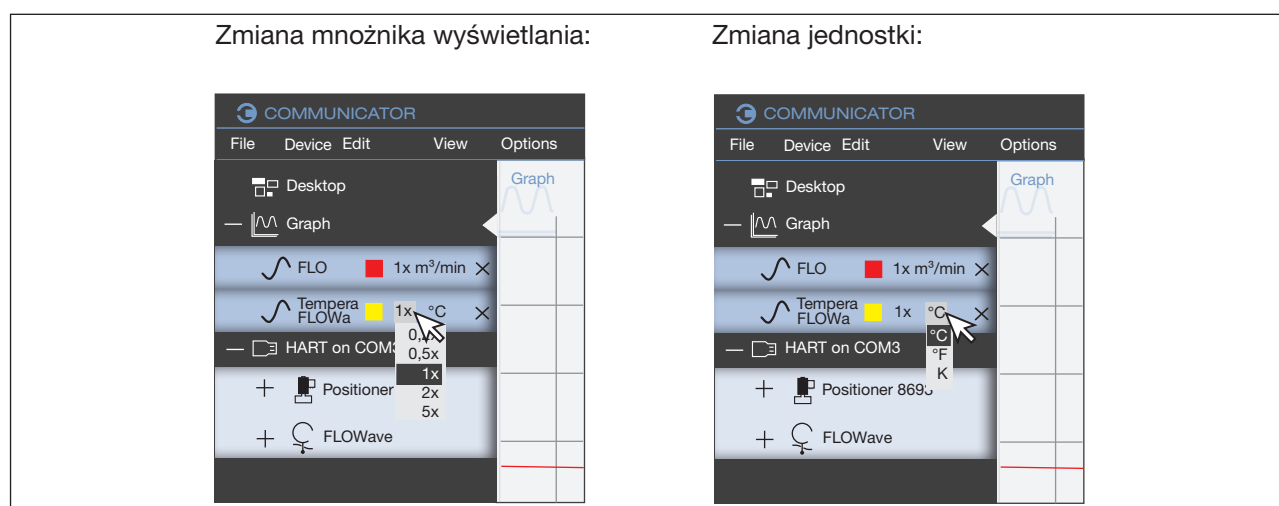 Zmiana mnożnika wyświetlania:
COMMUNICATOR
File Device Edit View Options
Desktop
Graph
Graph
FLO 1x m³/min
Tempera
FLOWa 1x °C
0,5x
HART on COM3
1x
Positioner
2x
5x
FLOWave
Zmiana jednostki:
COMMUNICATOR
File Device Edit View Options
Desktop
Graph
Graph
FLO 1x m³/min
Tempera
FLOWa 1x °C
°C
HART on COM3
°F
K
Positioner 8693
FLOWave